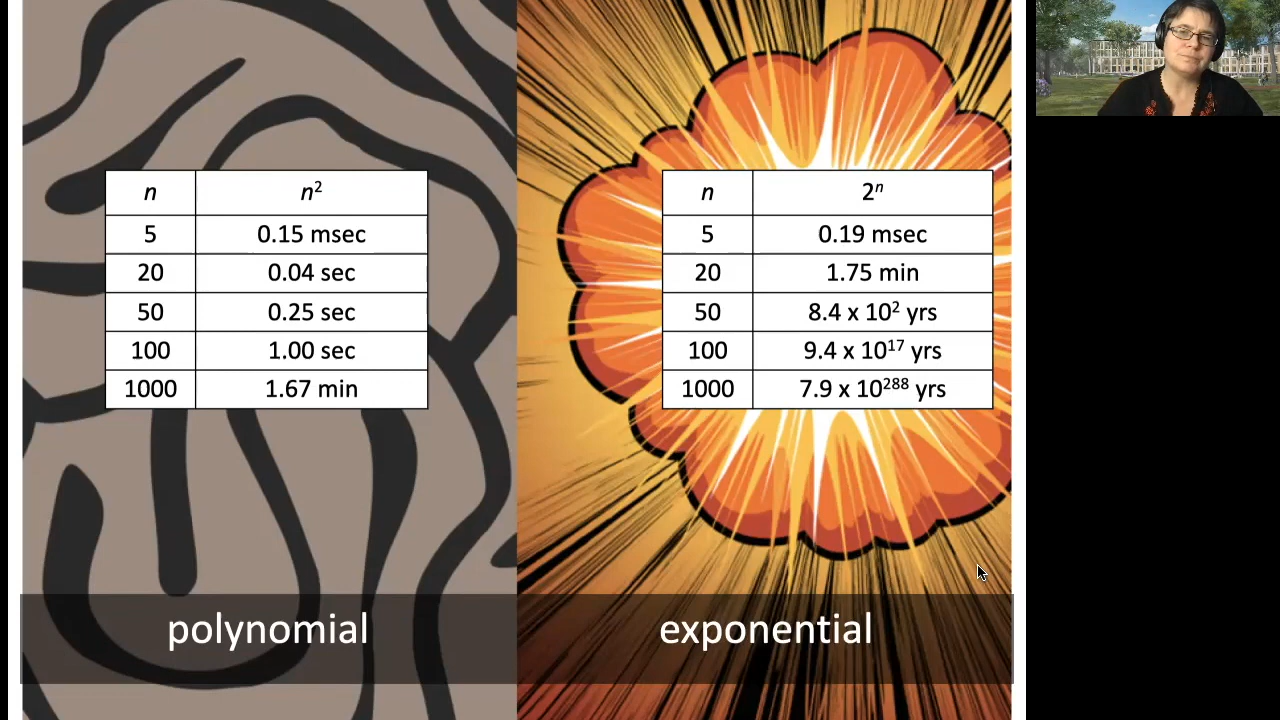 n n²
5 0.15 msec
20 0.04 sec
50 0.25 sec
100 1.00 sec
1000 1.67 min
polynomial
n 2ⁿ
5 0.19 msec
20 1.75 min
50 8.4 x 10² yrs
100 9.4 x 10¹⁷ yrs
1000 7.9 x 10²⁸⁸ yrs
exponential